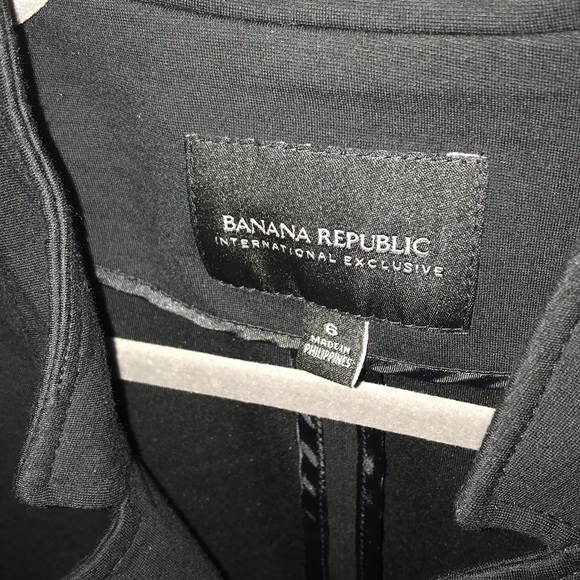 BANANA REPUBLIC
INTERNATIONAL EXCLUSIVE
6
MADE IN
PHILIPPINES